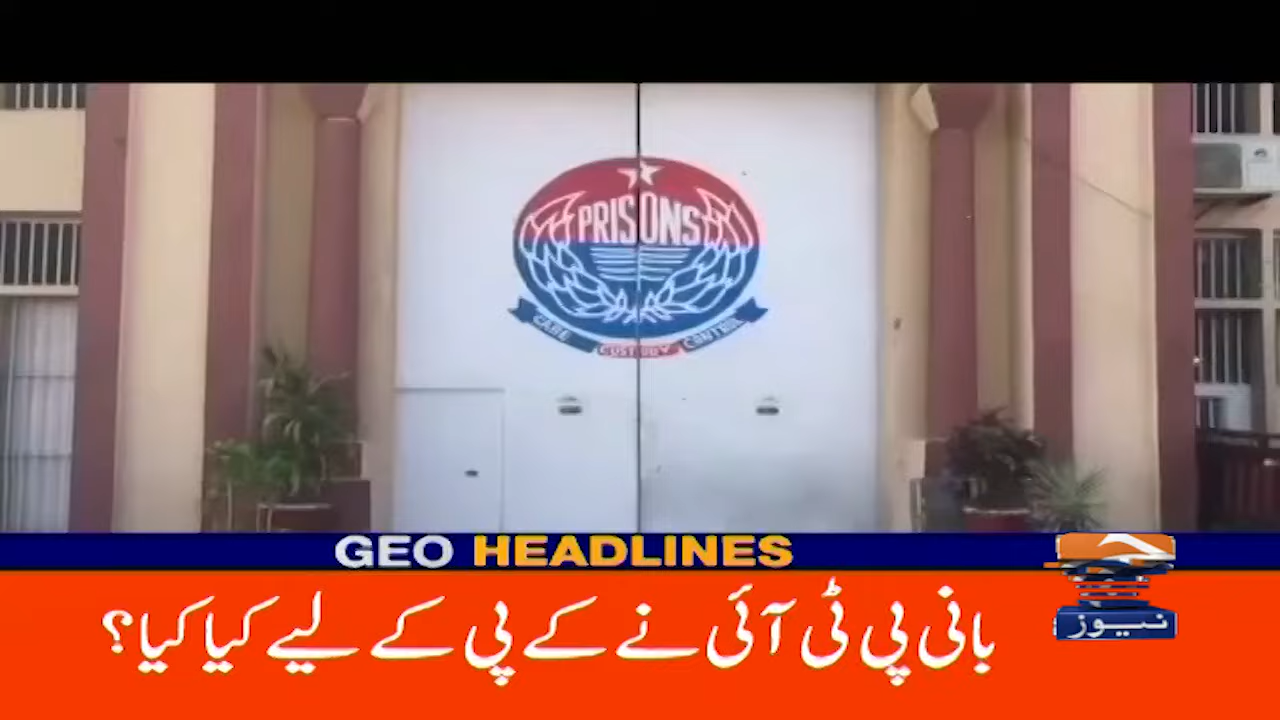 PRISONS
CARE CUSTODY CONTROL
GEO HEADLINES
بانی پی ٹی آئی نے کے پی کے لیے کیا کیا؟
نیوز